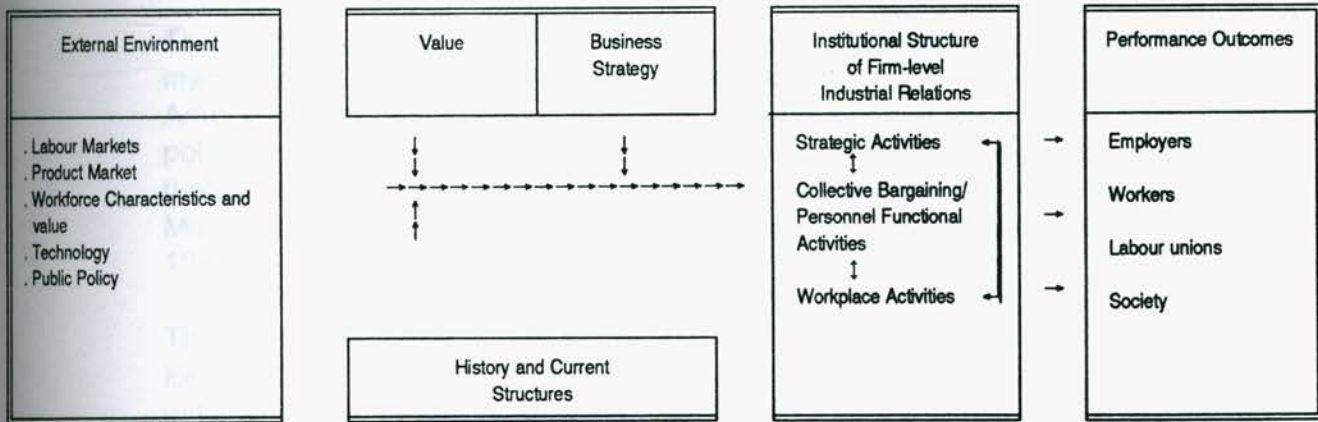 External Environment
. Labour Markets
. Product Market
. Workforce Characteristics and
value
. Technology
. Public Policy
Value
Business
Strategy
History and Current
Structures
Institutional Structure
of Firm-level
Industrial Relations
Strategic Activities
Collective Bargaining/
Personnel Functional
Activities
Workplace Activities
Performance Outcomes
Employers
Workers
Labour unions
Society